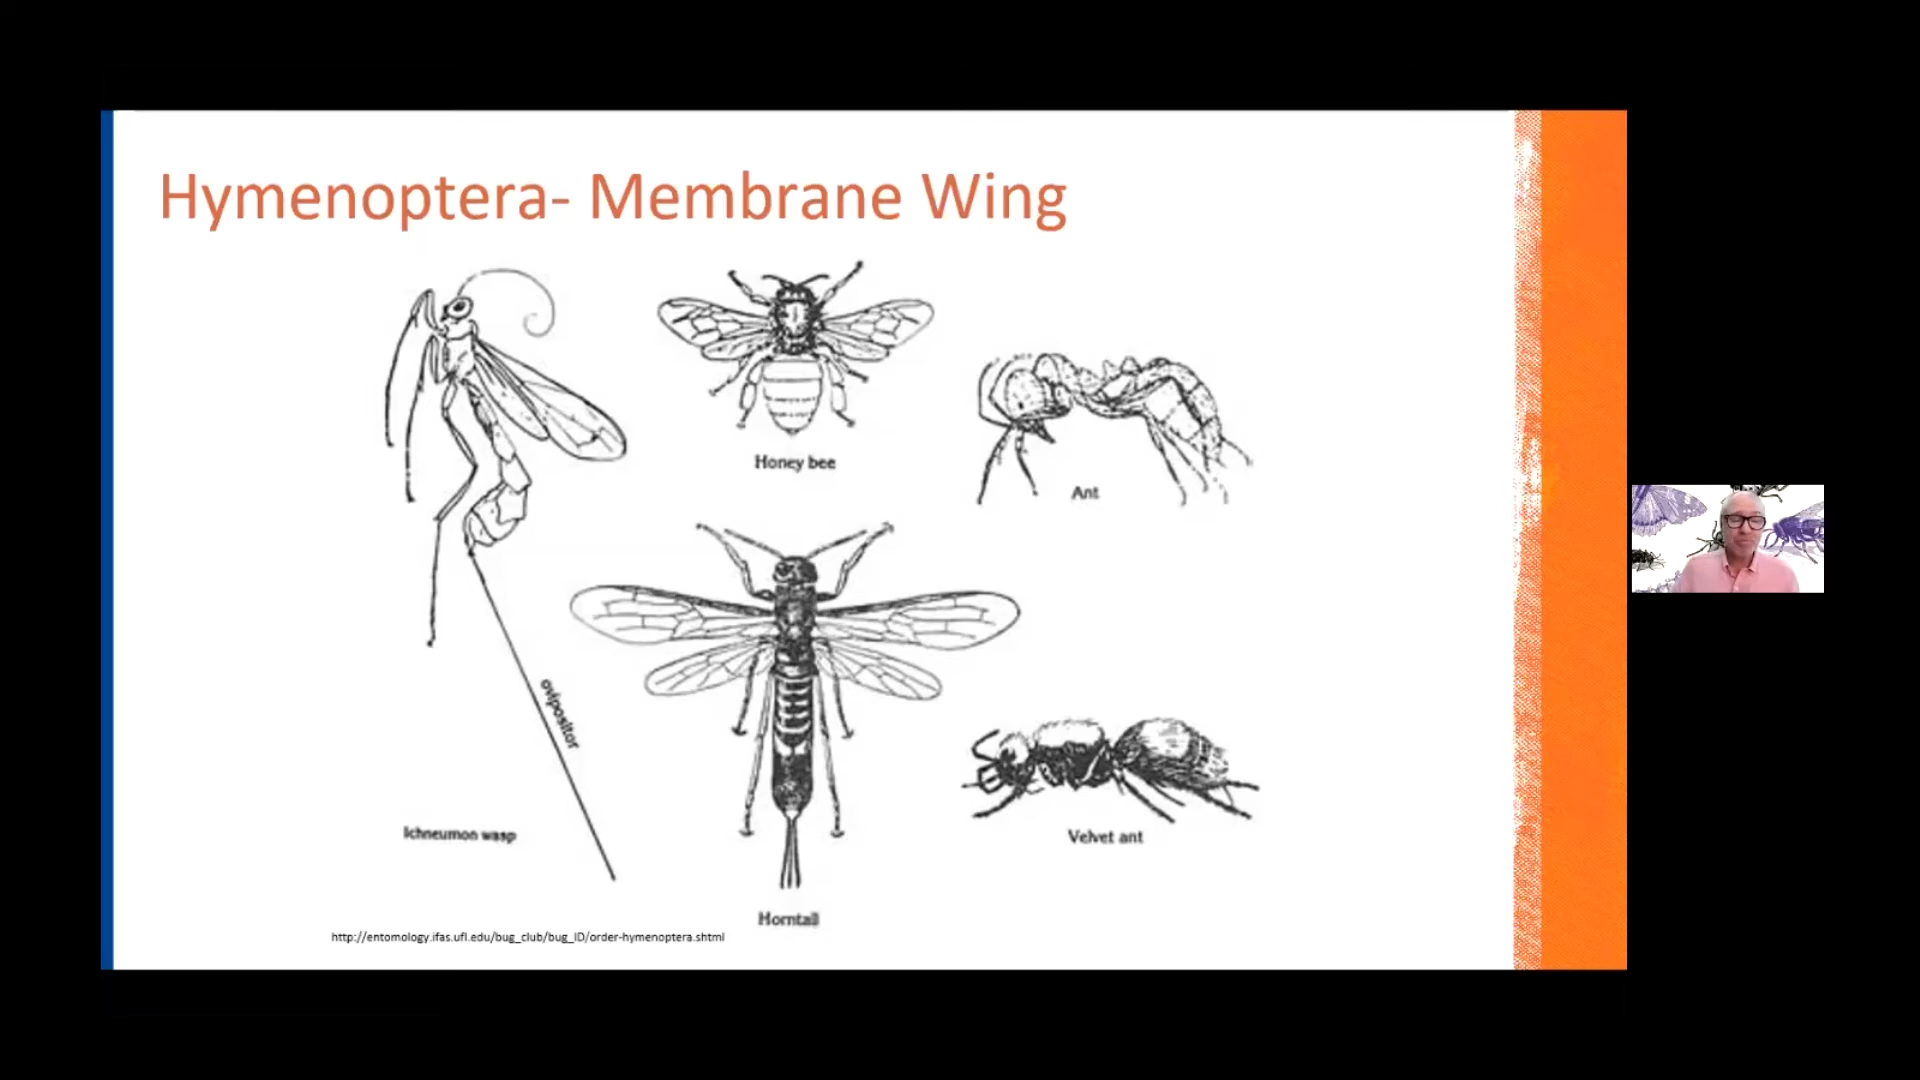 Hymenoptera- Membrane Wing
Honey bee
Ant
ovipositor
Ichneumon wasp
Velvet ant
Horntail
http://entomology.ifas.ufl.edu/bug_club/bug_ID/order-hymenoptera.shtml